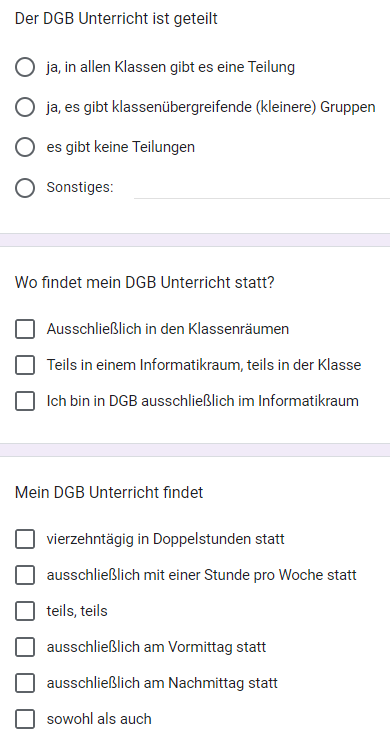 Der DGB Unterricht ist geteilt
ja, in allen Klassen gibt es eine Teilung
ja, es gibt klassenübergreifende (kleinere) Gruppen
es gibt keine Teilungen
Sonstiges:
Wo findet mein DGB Unterricht statt?
Ausschließlich in den Klassenräumen
Teils in einem Informatikraum, teils in der Klasse
Ich bin in DGB ausschließlich im Informatikraum
Mein DGB Unterricht findet
vierzehntägig in Doppelstunden statt
ausschließlich mit einer Stunde pro Woche statt
teils, teils
ausschließlich am Vormittag statt
ausschließlich am Nachmittag statt
sowohl als auch